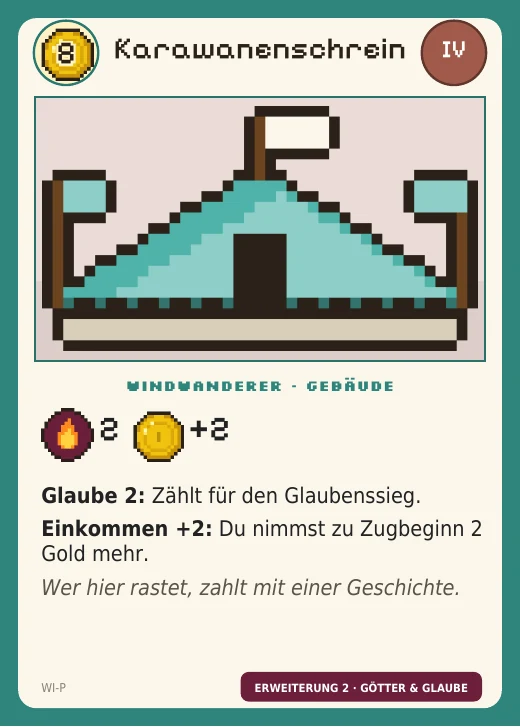 8 Karawanenschrein IV
WINDWANDERER · GEBÄUDE
2 +2
Glaube 2: Zählt für den Glaubenssieg.
Einkommen +2: Du nimmst zu Zugbeginn 2
Gold mehr.
Wer hier rastet, zahlt mit einer Geschichte.
WI-P ERWEITERUNG 2 · GÖTTER & GLAUBE